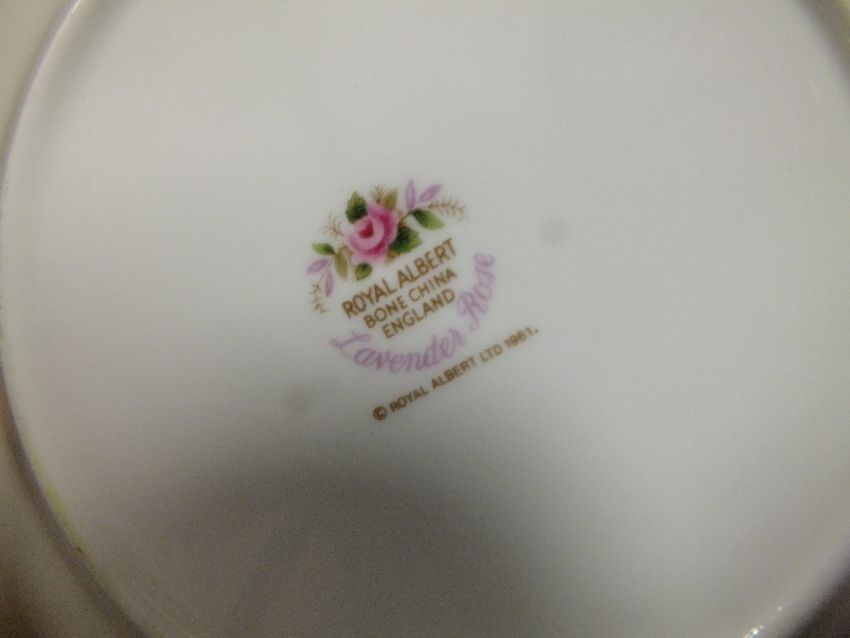 ROYAL ALBERT
BONE CHINA
ENGLAND
Lavender Rose
© ROYAL ALBERT LTD 1961.